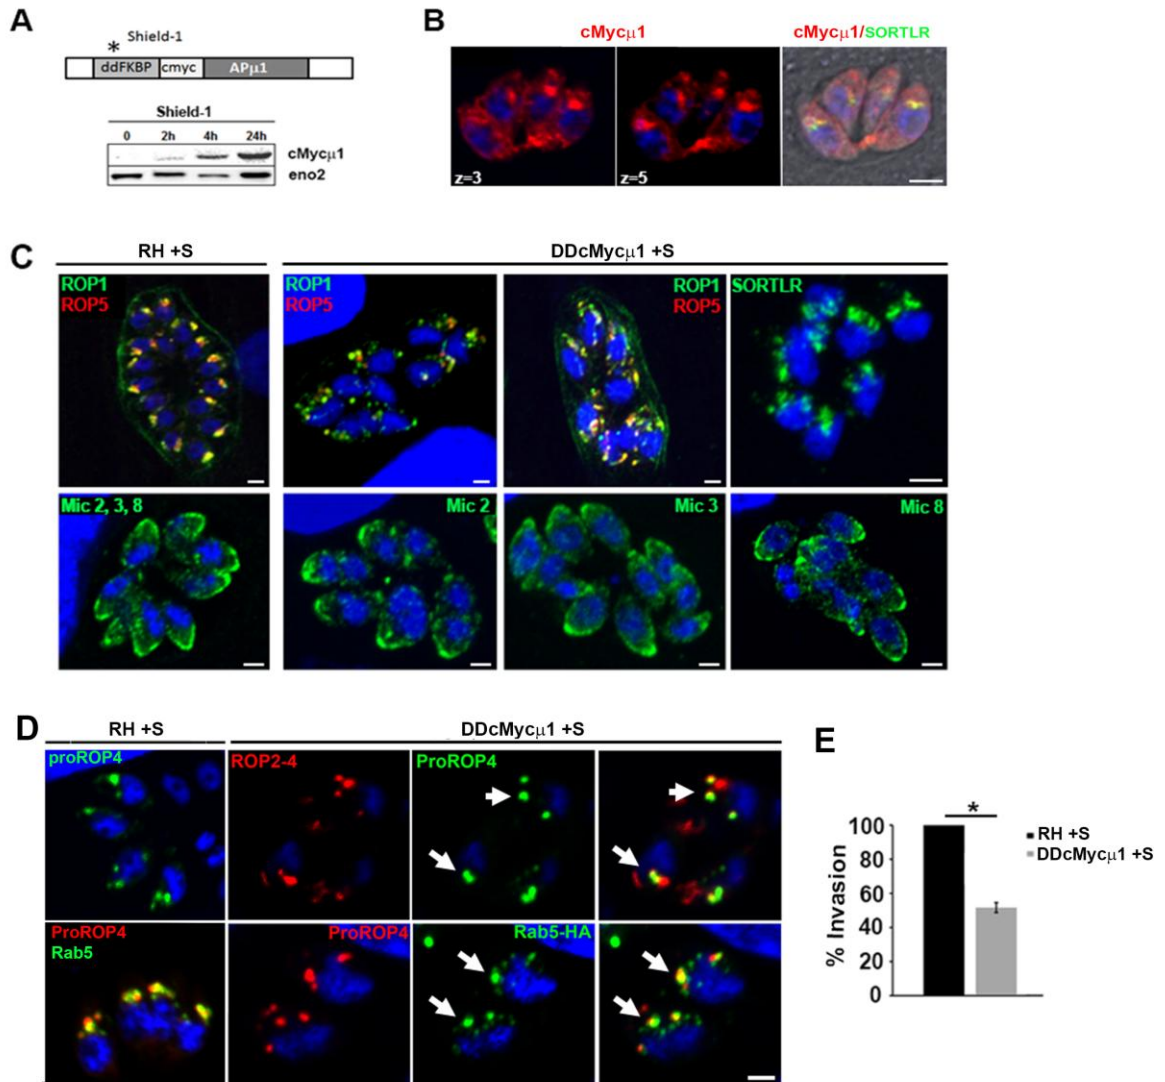 A
Shield-1
*
ddFKBP cmyc APμ1
Shield-1
0 2h 4h 24h
cMycμ1
eno2
B
cMycμ1 cMycμ1/SORTLR
z=3 z=5
C
RH +S DDcMycμ1 +S
ROP1
ROP5
ROP1
ROP5
ROP1
ROP5
SORTLR
Mic 2, 3, 8 Mic 2 Mic 3 Mic 8
D
RH +S DDcMycμ1 +S
proROP4 ROP2-4 ProROP4
ProROP4
Rab5
ProROP4 Rab5-HA
E
*
RH +S
DDcMycμ1 +S
% Invasion
100
80
60
40
20
0